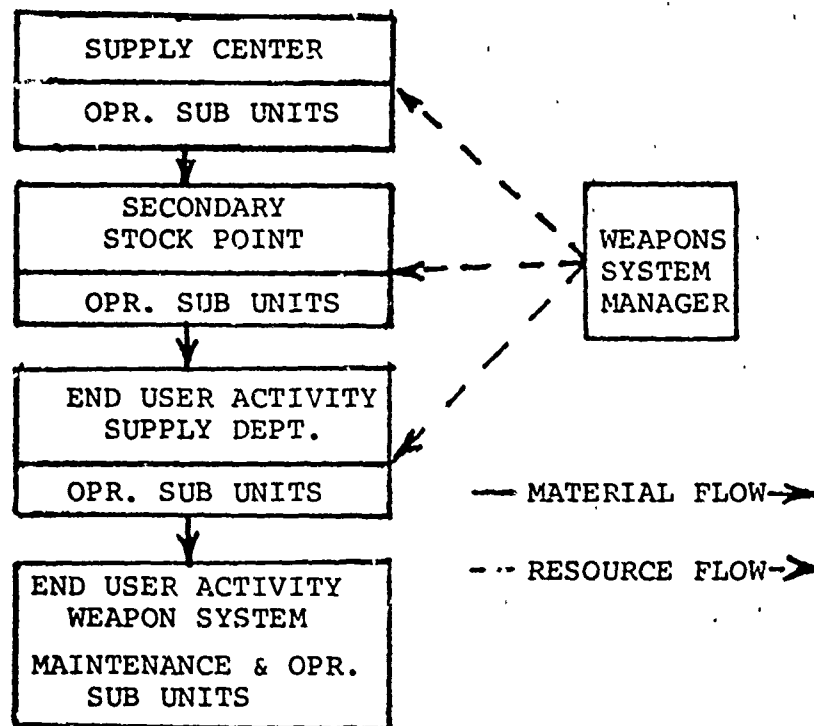 SUPPLY CENTER
OPR. SUB UNITS
SECONDARY
STOCK POINT
OPR. SUB UNITS
END USER ACTIVITY
SUPPLY DEPT.
OPR. SUB UNITS
END USER ACTIVITY
WEAPON SYSTEM
MAINTENANCE & OPR.
SUB UNITS
WEAPONS
SYSTEM
MANAGER
MATERIAL FLOW
RESOURCE FLOW